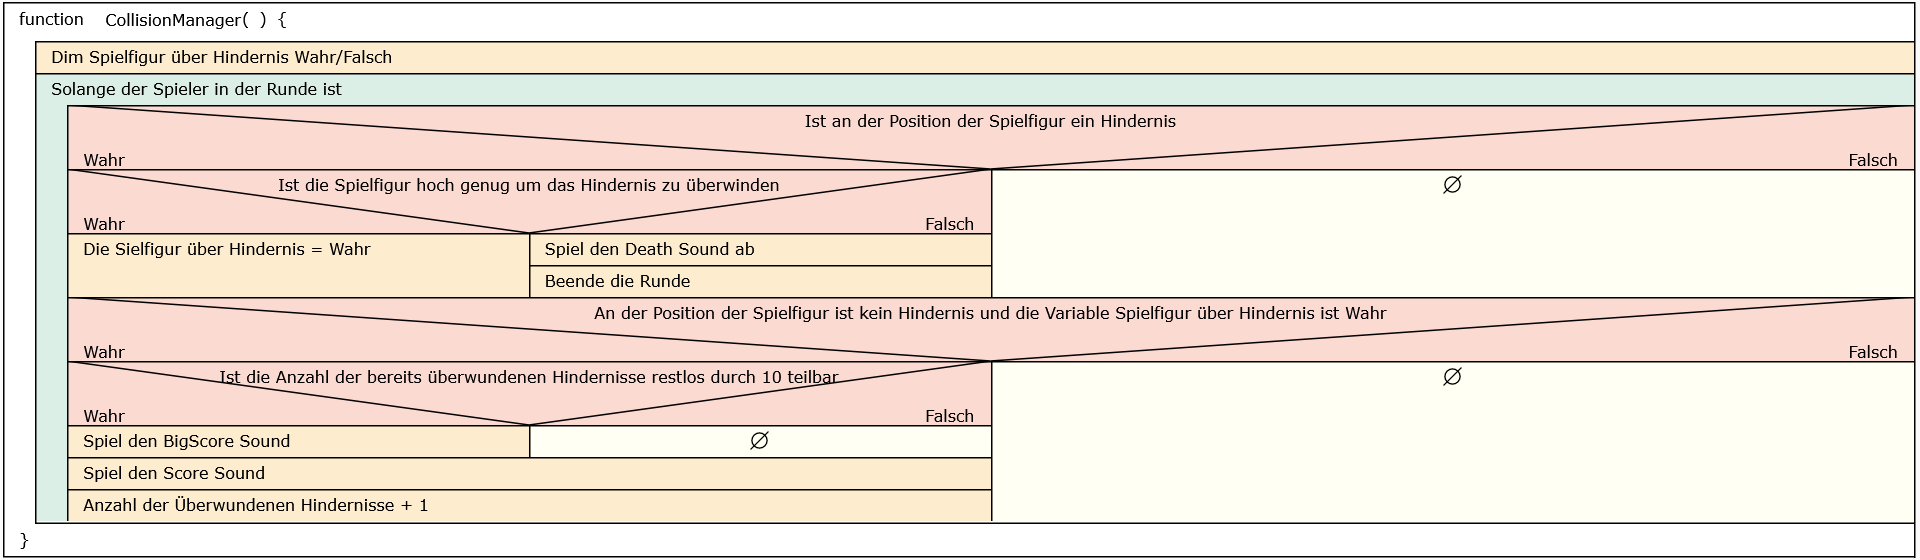 function CollisionManager( ) {
Dim Spielfigur über Hindernis Wahr/Falsch
Solange der Spieler in der Runde ist
Ist an der Position der Spielfigur ein Hindernis
Wahr Falsch
Ist die Spielfigur hoch genug um das Hindernis zu überwinden ∅
Wahr Falsch
Die Sielfigur über Hindernis = Wahr Spiel den Death Sound ab
Beende die Runde
An der Position der Spielfigur ist kein Hindernis und die Variable Spielfigur über Hindernis ist Wahr
Wahr Falsch
Ist die Anzahl der bereits überwundenen Hindernisse restlos durch 10 teilbar ∅
Wahr Falsch
Spiel den BigScore Sound ∅
Spiel den Score Sound
Anzahl der Überwundenen Hindernisse + 1
}